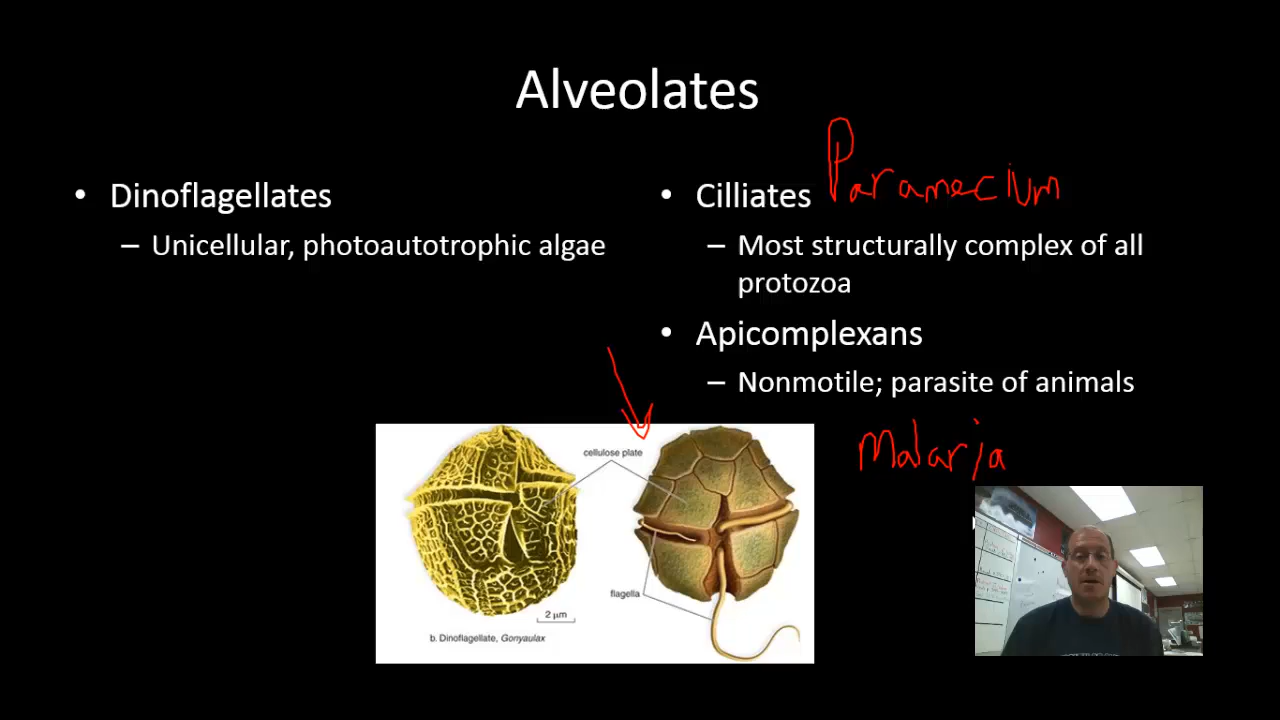 Alveolates
• Dinoflagellates
– Unicellular, photoautotrophic algae
• Cilliates Paramecium
– Most structurally complex of all
protozoa
• Apicomplexans
– Nonmotile; parasite of animals
Malaria
cellulose plate
flagella
2 µm
b. Dinoflagellate, Gonyaulax